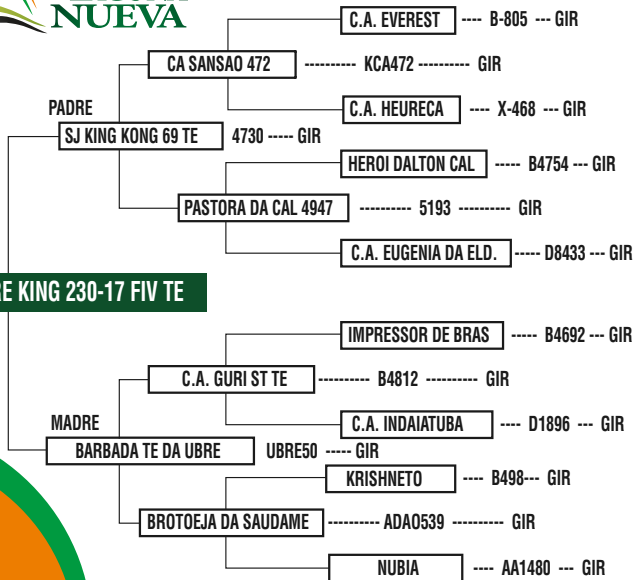 NUEVA
C.A. EVEREST ---- B-805 --- GIR
CA SANSAO 472 ---------- KCA472 ---------- GIR
C.A. HEURECA ---- X-468 --- GIR
PADRE
SJ KING KONG 69 TE 4730 ----- GIR
HEROI DALTON CAL ----- B4754 --- GIR
PASTORA DA CAL 4947 ---------- 5193 ---------- GIR
C.A. EUGENIA DA ELD. ----- D8433 --- GIR
KING 230-17 FIV TE
IMPRESSOR DE BRAS ----- B4692 --- GIR
C.A. GURI ST TE ---------- B4812 ---------- GIR
C.A. INDAIATUBA ---- D1896 --- GIR
MADRE
BARBADA TE DA UBRE UBRE50 ----- GIR
KRISHNETO ---- B498--- GIR
BROTOEJA DA SAUDAME ---------- ADAO539 ---------- GIR
NUBIA ---- AA1480 --- GIR